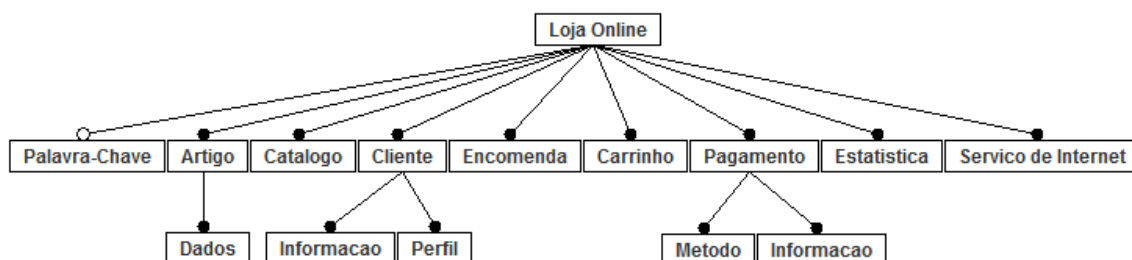 Loja Online
Palavra-Chave
Artigo
Catalogo
Cliente
Encomenda
Carrinho
Pagamento
Estatistica
Servico de Internet
Dados
Informacao
Perfil
Metodo
Informacao